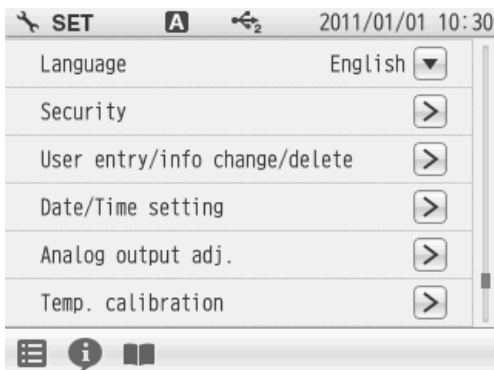 SET A 2 2011/01/01 10:30
Language English
Security
User entry/info change/delete
Date/Time setting
Analog output adj.
Temp. calibration